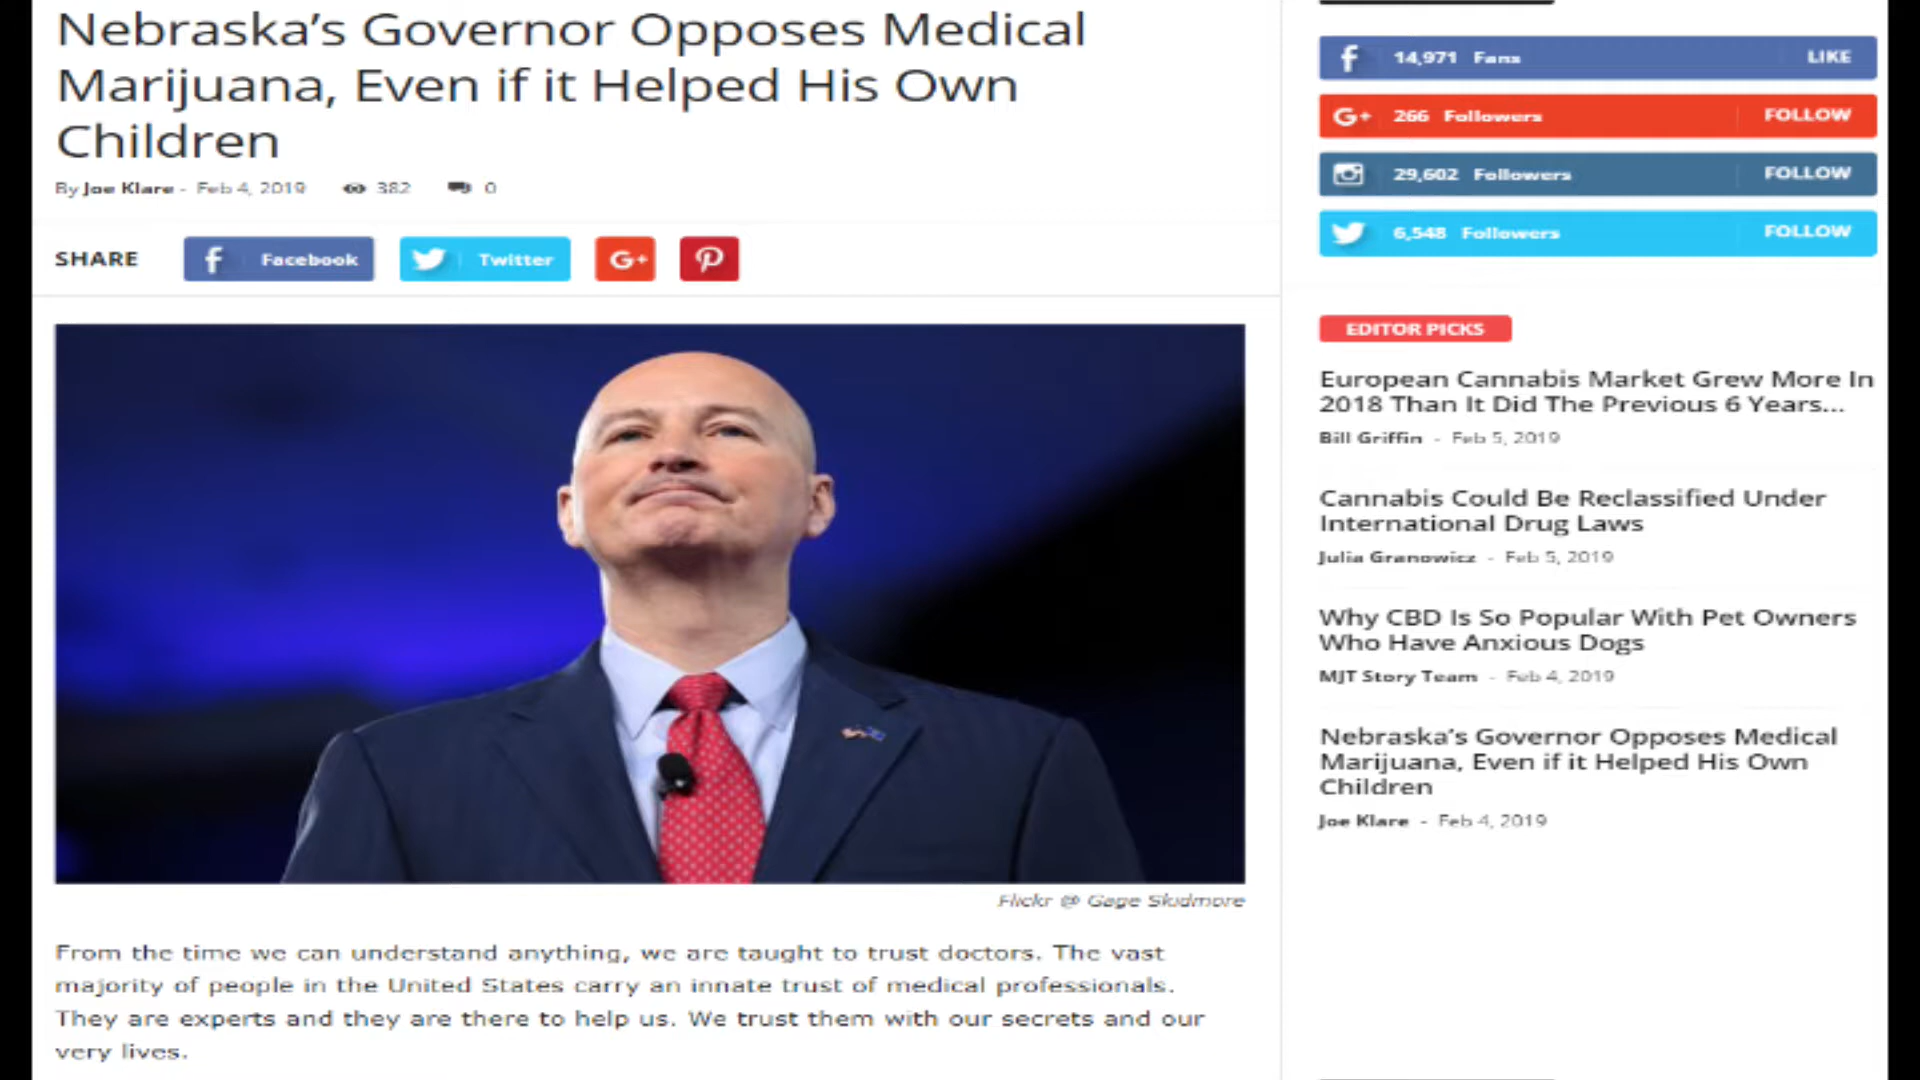 Nebraska’s Governor Opposes Medical
Marijuana, Even if it Helped His Own
Children
By Joe Klare - Feb 4, 2019 382 0
SHARE Facebook Twitter G+
14,971 Fans LIKE
G+ 266 Followers FOLLOW
29,602 Followers FOLLOW
6,548 Followers FOLLOW
EDITOR PICKS
European Cannabis Market Grew More In
2018 Than It Did The Previous 6 Years...
Bill Griffin - Feb 5, 2019
Cannabis Could Be Reclassified Under
International Drug Laws
Julia Granowicz - Feb 5, 2019
Why CBD Is So Popular With Pet Owners
Who Have Anxious Dogs
MJT Story Team - Feb 4, 2019
Nebraska’s Governor Opposes Medical
Marijuana, Even if it Helped His Own
Children
Joe Klare - Feb 4, 2019
Flickr @ Gage Skidmore
From the time we can understand anything, we are taught to trust doctors. The vast
majority of people in the United States carry an innate trust of medical professionals.
They are experts and they are there to help us. We trust them with our secrets and our
very lives.